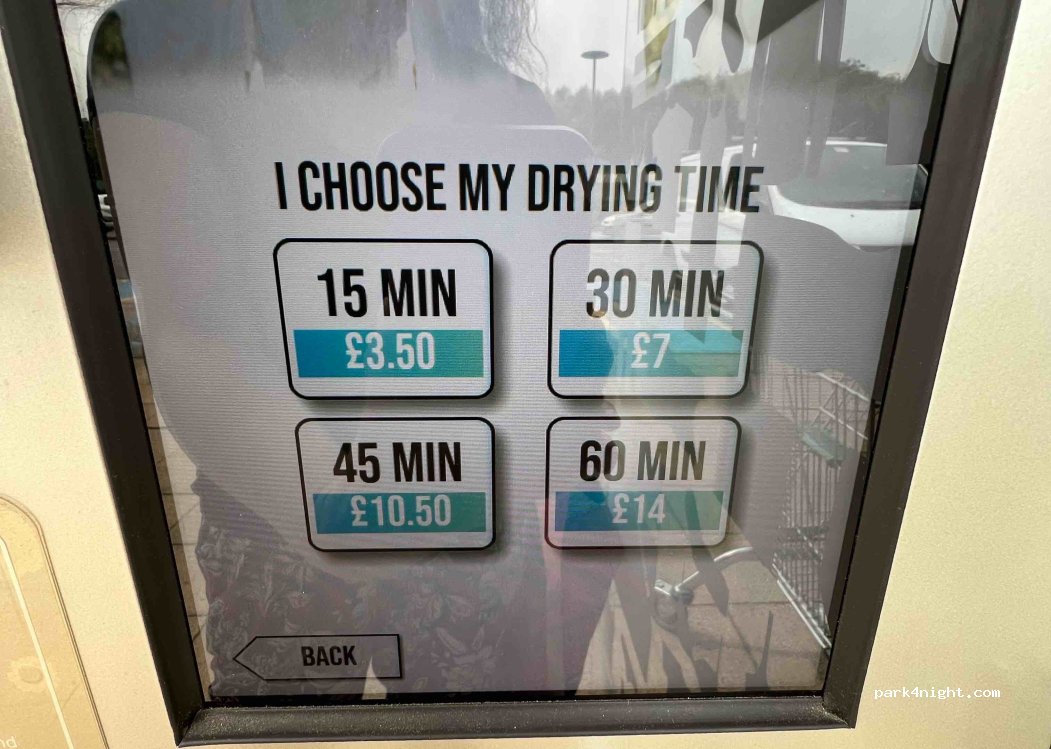 I CHOOSE MY DRYING TIME
15 MIN
£3.50
30 MIN
£7
45 MIN
£10.50
60 MIN
£14
BACK
park4night.com